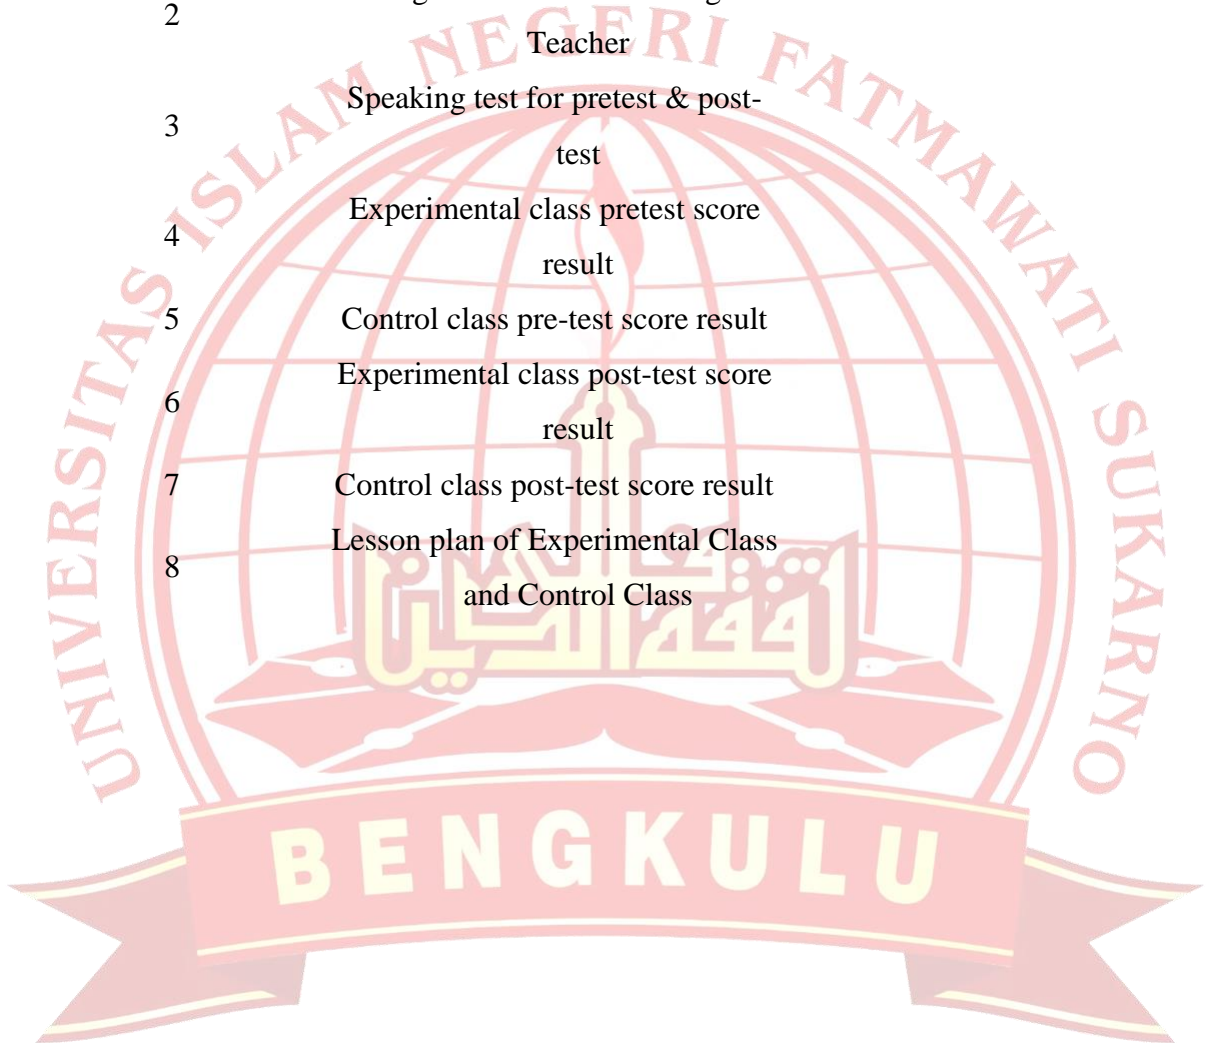 2
Teacher
Speaking test for pretest & post-
3
test
Experimental class pretest score
4
result
5 Control class pre-test score result
Experimental class post-test score
6
result
7 Control class post-test score result
Lesson plan of Experimental Class
8
and Control Class
UNIVERSITAS ISLAM NEGERI FATMAWATI SUKARNO
BENGKULU